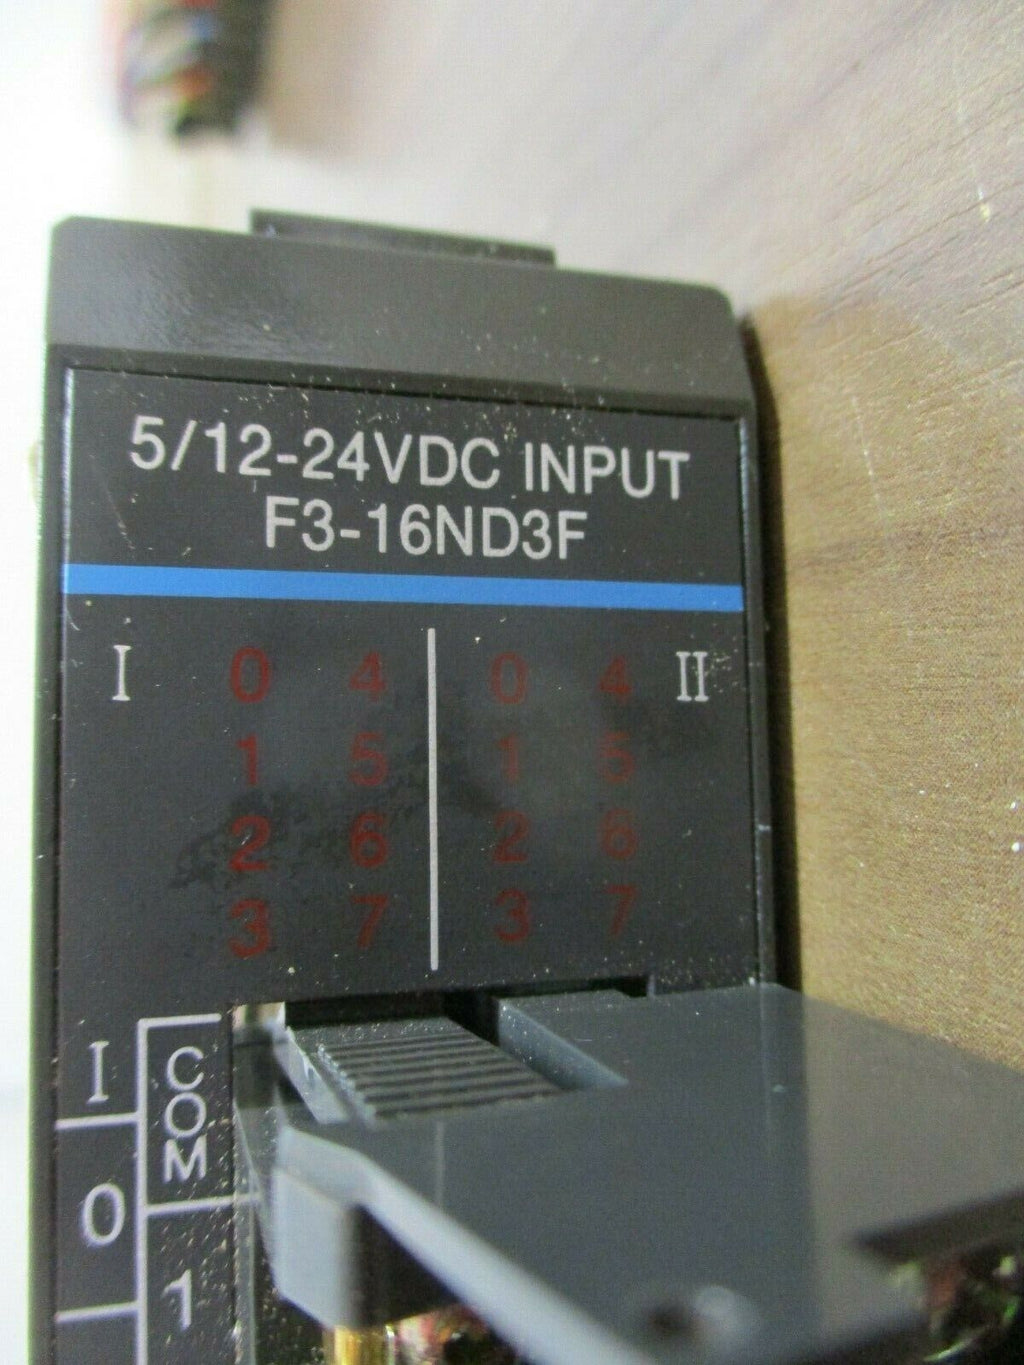 5/12-24VDC INPUT
F3-16ND3F
I 0 4 0 4 II
1 5 1 5
2 6 2 6
3 7 3 7
I COM
0
1